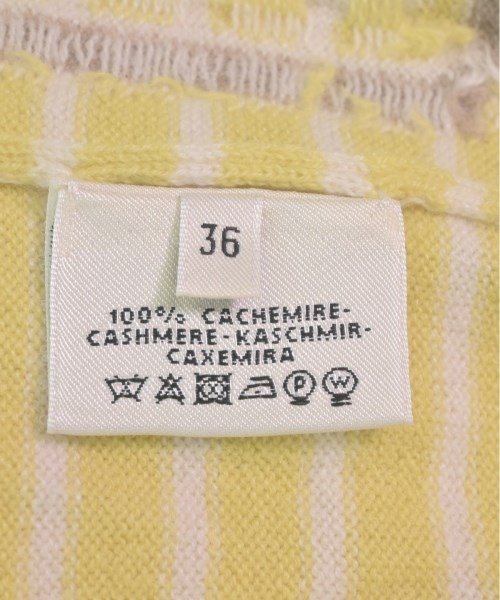 36
100% CACHEMIRE-
CASHMERE-KASCHMIR-
CAXEMIRA
P W